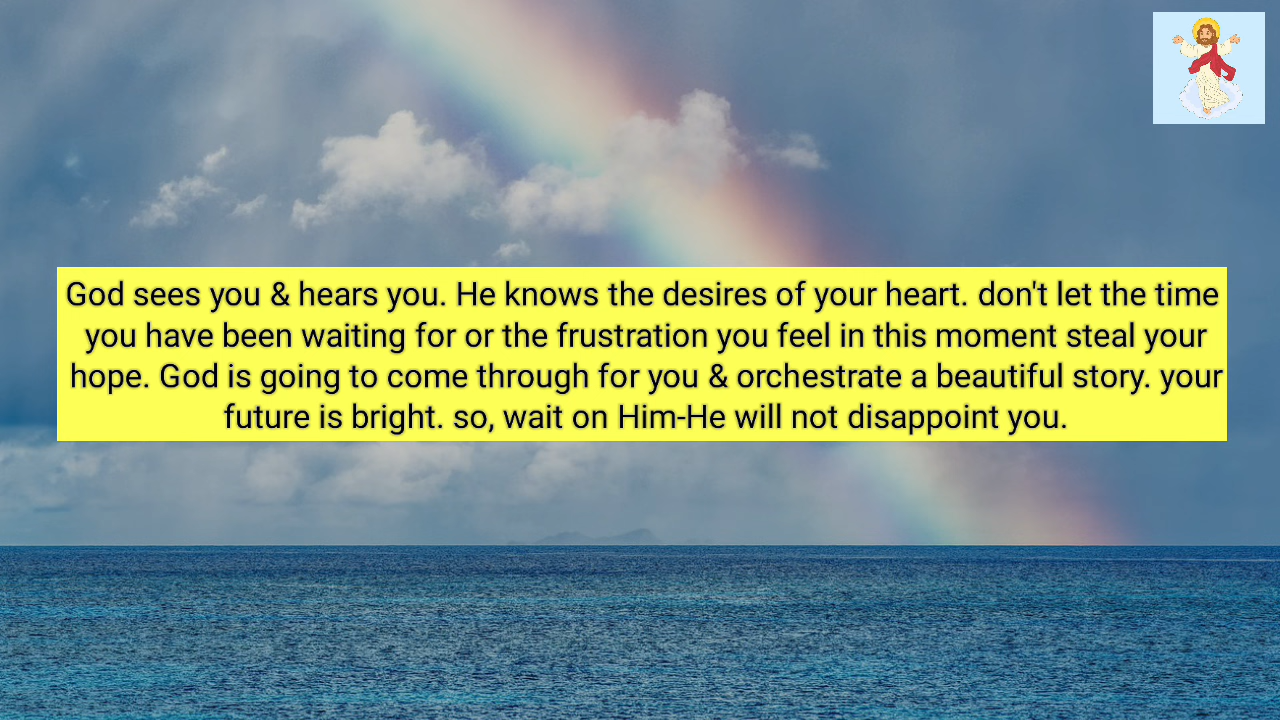 God sees you & hears you. He knows the desires of your heart. don't let the time
you have been waiting for or the frustration you feel in this moment steal your
hope. God is going to come through for you & orchestrate a beautiful story. your
future is bright. so, wait on Him-He will not disappoint you.